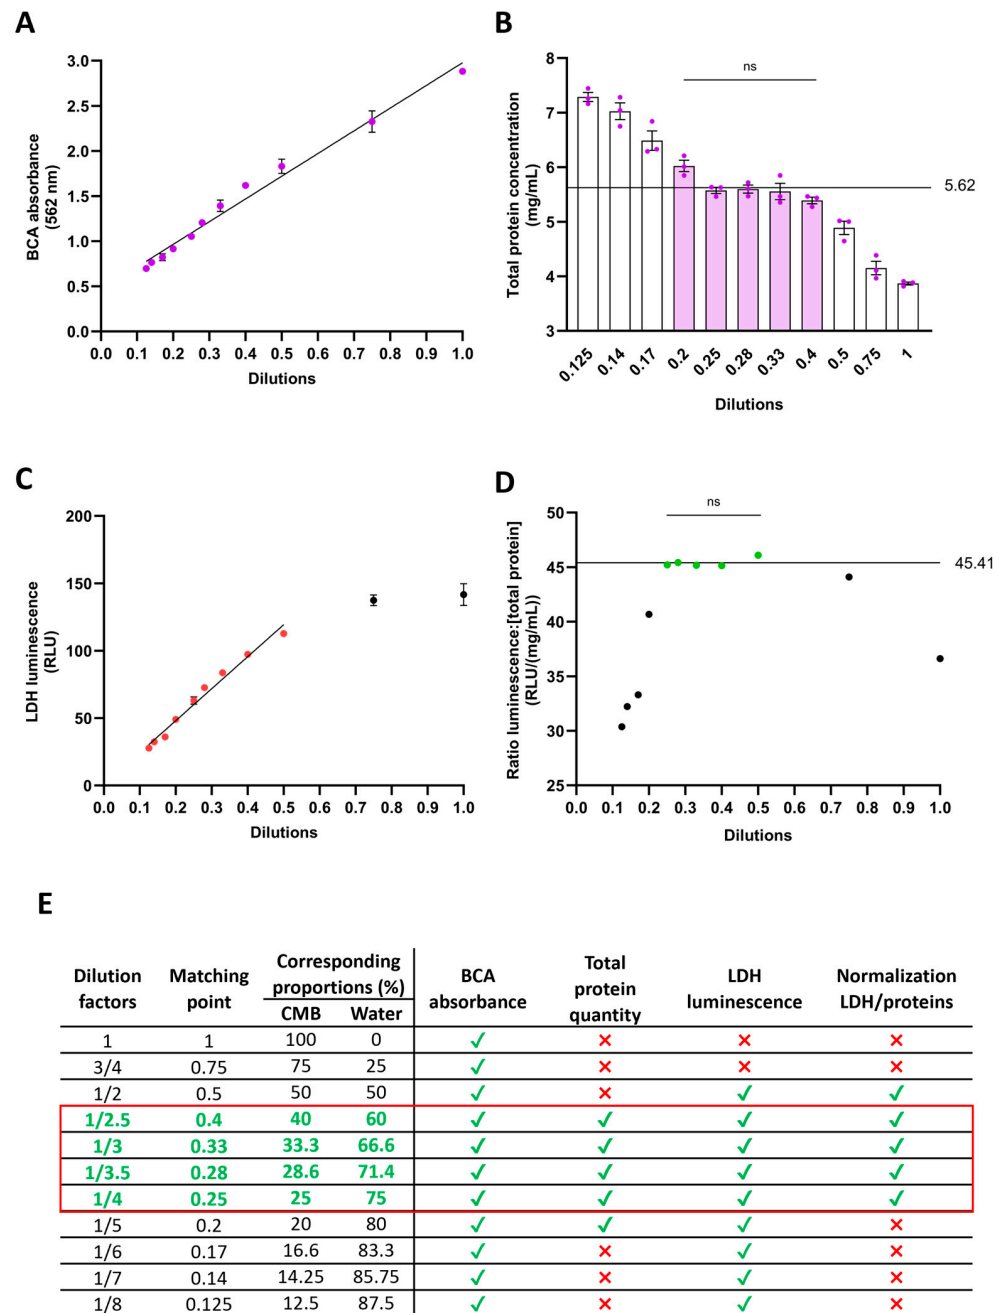 A
BCA absorbance
(562 nm)
3.0
2.5
2.0
1.5
1.0
0.5
0.0
0.0 0.1 0.2 0.3 0.4 0.5 0.6 0.7 0.8 0.9 1.0
Dilutions
B
Total protein concentration
(mg/mL)
8
7
6
5
4
3
ns
5.62
0.125 0.14 0.17 0.2 0.25 0.28 0.33 0.4 0.5 0.75 1
Dilutions
C
LDH luminescence
(RLU)
200
150
100
50
0
0.0 0.1 0.2 0.3 0.4 0.5 0.6 0.7 0.8 0.9 1.0
Dilutions
D
Ratio luminescence:[total protein]
(RLU/(mg/mL))
50
45
40
35
30
25
ns
45.41
0.0 0.1 0.2 0.3 0.4 0.5 0.6 0.7 0.8 0.9 1.0
Dilutions
E
Dilution factors Matching point Corresponding proportions (%) BCA absorbance Total protein quantity LDH luminescence Normalization LDH/proteins
CMB Water
1 1 100 0 ✓ ✕ ✕ ✕
3/4 0.75 75 25 ✓ ✕ ✕ ✕
1/2 0.5 50 50 ✓ ✕ ✓ ✓
1/2.5 0.4 40 60 ✓ ✓ ✓ ✓
1/3 0.33 33.3 66.6 ✓ ✓ ✓ ✓
1/3.5 0.28 28.6 71.4 ✓ ✓ ✓ ✓
1/4 0.25 25 75 ✓ ✓ ✓ ✓
1/5 0.2 20 80 ✓ ✓ ✓ ✕
1/6 0.17 16.6 83.3 ✓ ✕ ✓ ✕
1/7 0.14 14.25 85.75 ✓ ✕ ✓ ✕
1/8 0.125 12.5 87.5 ✓ ✕ ✓ ✕